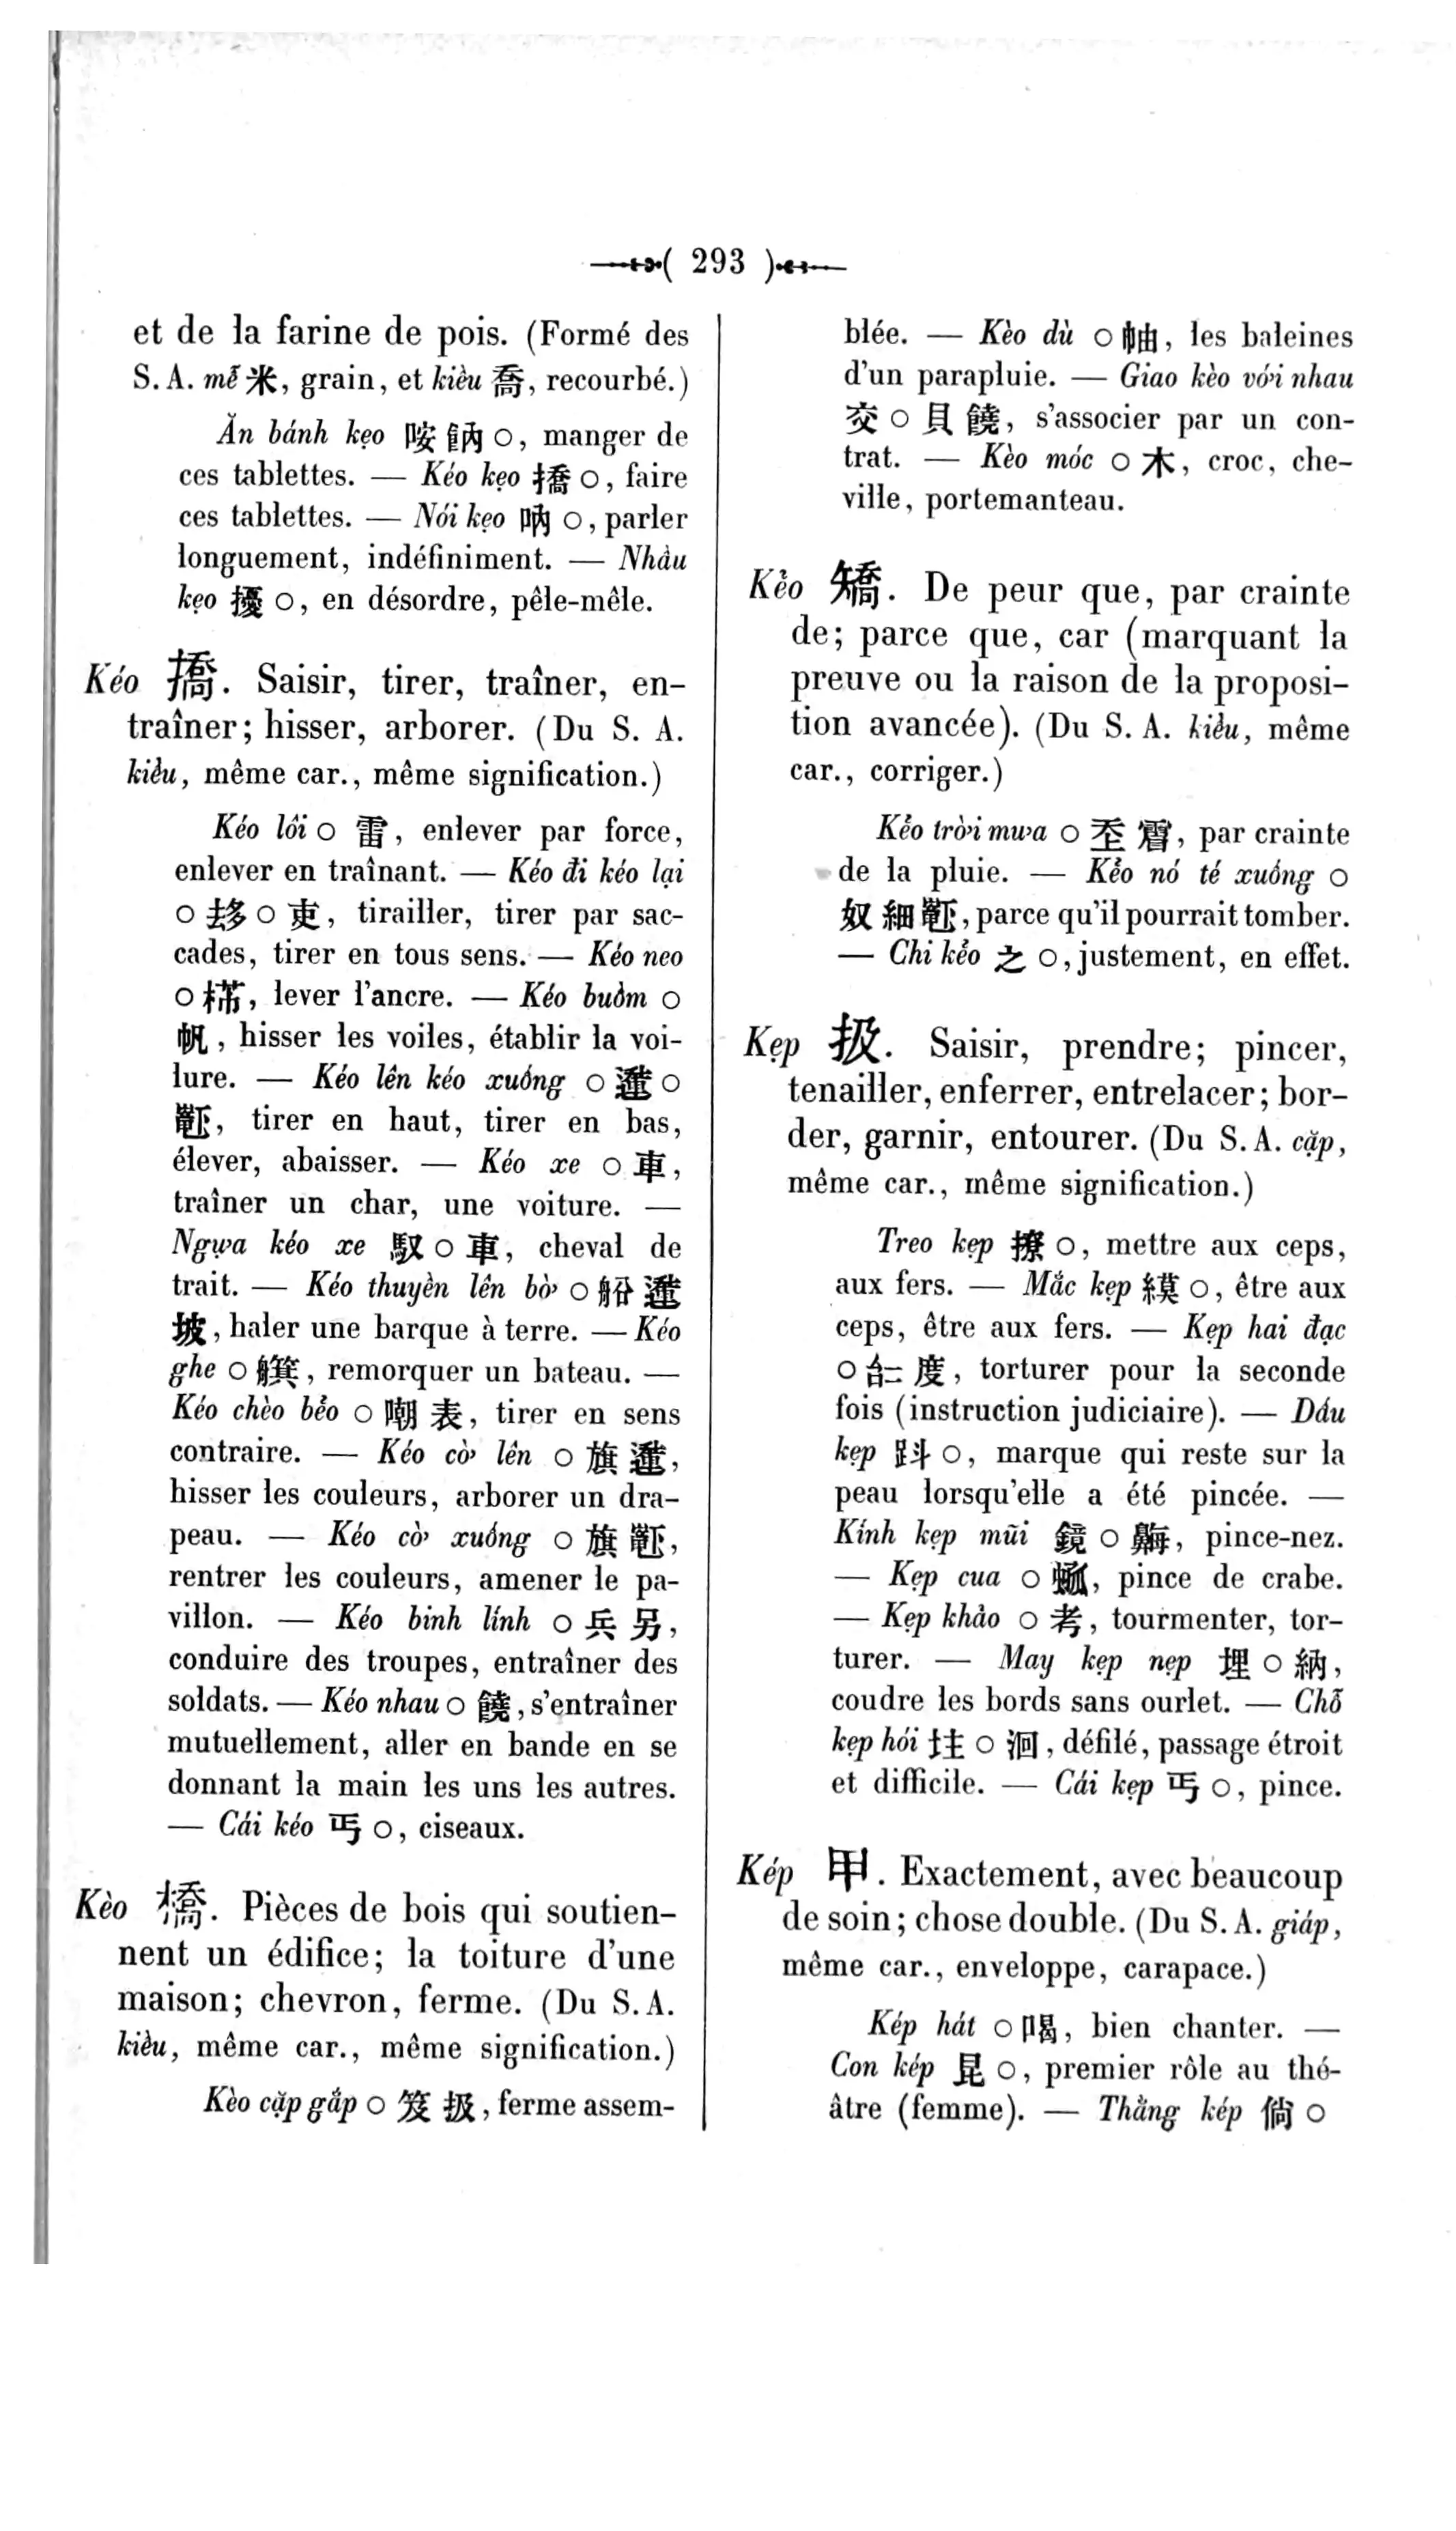 ( 293 )
et de la farine de pois. (Formé des
S. A. mễ 米, grain, et kiều 喬, recourbé.)
Ăn bánh kẹo 咹 䭃 ○, manger de
ces tablettes. — Kéo kẹo 撟 ○, faire
ces tablettes. — Nói kẹo 吶 ○, parler
longuement, indéfiniment. — Nhàu
kẹo 擾 ○, en désordre, pêle-mêle.
Kéo 撟. Saisir, tirer, traîner, en-
traîner; hisser, arborer. (Du S. A.
kiểu, même car., même signification.)
Kéo lôi ○ 雷, enlever par force,
enlever en traînant. — Kéo đi kéo lại
○ 𠫾 ○ 吏, tirailler, tirer par sac-
cades, tirer en tous sens. — Kéo neo
○, lever l'ancre. — Kéo buồm ○
帆, hisser les voiles, établir la voi-
lure. — Kéo lên kéo xuống ○ 𨖲 ○
, tirer en haut, tirer en bas,
élever, abaisser. — Kéo xe ○ 車,
traîner un char, une voiture. —
Ngựa kéo xe 馭 ○ 車, cheval de
trait. — Kéo thuyền lên bờ ○ 船 𨖲
坡, haler une barque à terre. — Kéo
ghe ○, remorquer un bateau. —
Kéo chèo bẻo ○ 嘲 表, tirer en sens
contraire. — Kéo cờ lên ○ 旗 𨖲,
hisser les couleurs, arborer un dra-
peau. — Kéo cờ xuống ○ 旗,
rentrer les couleurs, amener le pa-
villon. — Kéo binh lính ○ 兵 另,
conduire des troupes, entraîner des
soldats. — Kéo nhau ○ 饒, s'entraîner
mutuellement, aller en bande en se
donnant la main les uns les autres.
— Cái kéo 丐 ○, ciseaux.
Kèo 橋. Pièces de bois qui soutien-
nent un édifice; la toiture d'une
maison; chevron, ferme. (Du S. A.
kiều, même car., même signification.)
Kèo cặp gắp ○ 笈 扱, ferme assem-
blée. — Kèo dù ○ 㠶, les baleines
d'un parapluie. — Giao kèo với nhau
交 ○ 貝 饒, s'associer par un con-
trat. — Kèo móc ○ 木, croc, che-
ville, portemanteau.
Kẻo 矯. De peur que, par crainte
de; parce que, car (marquant la
preuve ou la raison de la proposi-
tion avancée). (Du S. A. kiểu, même
car., corriger.)
Kẻo trời mưa ○ 𡗶 𩅹, par crainte
de la pluie. — Kẻo nó té xuống ○
奴 細, parce qu'il pourrait tomber.
— Chi kẻo 之 ○, justement, en effet.
Kẹp 扱. Saisir, prendre; pincer,
tenailler, enferrer, entrelacer; bor-
der, garnir, entourer. (Du S. A. cặp,
même car., même signification.)
Treo kẹp 撩 ○, mettre aux ceps,
aux fers. — Mắc kẹp 縸 ○, être aux
ceps, être aux fers. — Kẹp hai đạc
○ 𠄩 度, torturer pour la seconde
fois (instruction judiciaire). — Dấu
kẹp ○, marque qui reste sur la
peau lorsqu'elle a été pincée. —
Kính kẹp mũi 鏡 ○, pince-nez.
— Kẹp cua ○, pince de crabe.
— Kẹp khảo ○ 考, tourmenter, tor-
turer. — May kẹp nẹp 埋 ○ 納,
coudre les bords sans ourlet. — Chỗ
kẹp hói 拄 ○ 洄, défilé, passage étroit
et difficile. — Cái kẹp 丐 ○, pince.
Kép 甲. Exactement, avec beaucoup
de soin; chose double. (Du S. A. giáp,
même car., enveloppe, carapace.)
Kép hát ○ 喝, bien chanter. —
Con kép 昆 ○, premier rôle au thé-
âtre (femme). — Thằng kép 倘 ○